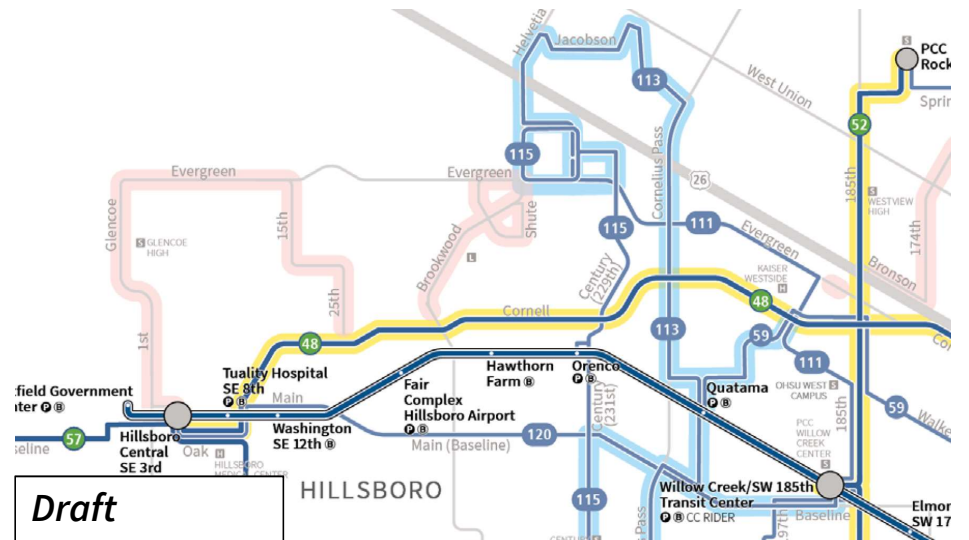 Helvetia
Jacobson
113
West Union
PCC
Rock
Sprin
52
115
Evergreen
Evergreen
26
Cornelius Pass
185th
WESTVIEW
HIGH
Glencoe
15th
Shute
S GLENCOE
HIGH
Brookwood
L
115
111
Evergreen
174th
Century
(229th)
KAISER
WESTSIDE
H
Bronson
25th
1st
Cornell
48
48
113
59
Tuality Hospital
SE 8th
P B
Hawthorn
Farm B
Orenco
P B
111
OHSU WEST S
CAMPUS
Fair
Complex
Hillsboro Airport
P B
Quatama
P B
field Government
ter P B
Main
Washington
SE 12th B
Century
(231st)
185th
59
Walke
57
seline
Hillsboro
Central
SE 3rd
Oak
H
HILLSBORO
MEDICAL CENTER
Main (Baseline)
120
PCC
WILLOW
CREEK
CENTER
S
HILLSBORO
115
Pass
Willow Creek/SW 185th
Transit Center
P B CC RIDER
197th
Baseline
Elmon
SW 17
Draft